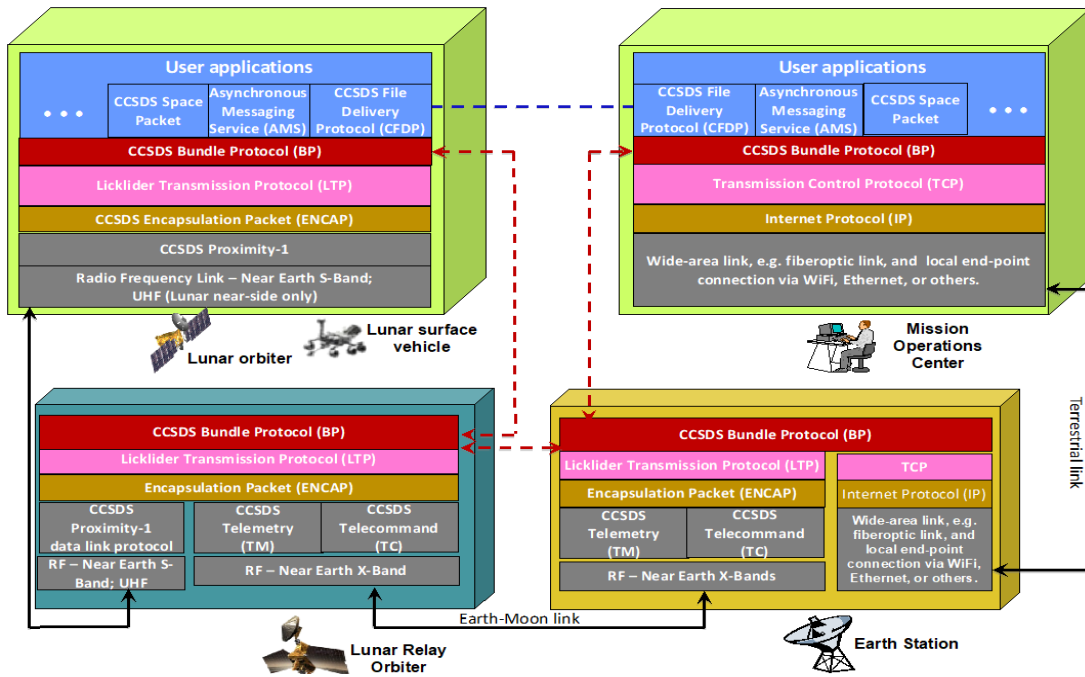 User applications
• • •
CCSDS Space
Packet
Asynchronous
Messaging
Service (AMS)
CCSDS File
Delivery
Protocol (CFDP)
CCSDS Bundle Protocol (BP)
Licklider Transmission Protocol (LTP)
CCSDS Encapsulation Packet (ENCAP)
CCSDS Proximity-1
Radio Frequency Link – Near Earth S-Band;
UHF (Lunar near-side only)
Lunar orbiter
Lunar surface
vehicle
User applications
CCSDS File
Delivery
Protocol (CFDP)
Asynchronous
Messaging
Service (AMS)
CCSDS Space
Packet
• • •
CCSDS Bundle Protocol (BP)
Transmission Control Protocol (TCP)
Internet Protocol (IP)
Wide-area link, e.g. fiberoptic link, and local end-point
connection via WiFi, Ethernet, or others.
Mission
Operations
Center
Terrestrial link
CCSDS Bundle Protocol (BP)
Licklider Transmission Protocol (LTP)
Encapsulation Packet (ENCAP)
CCSDS
Proximity-1
data link protocol
CCSDS
Telemetry
(TM)
CCSDS
Telecommand
(TC)
RF – Near Earth S-
Band; UHF
RF – Near Earth X-Band
Lunar Relay
Orbiter
Earth-Moon link
CCSDS Bundle Protocol (BP)
Licklider Transmission Protocol (LTP)
Encapsulation Packet (ENCAP)
CCSDS
Telemetry
(TM)
CCSDS
Telecommand
(TC)
RF – Near Earth X-Bands
TCP
Internet Protocol (IP)
Wide-area link, e.g.
fiberoptic link, and
local end-point
connection via WiFi,
Ethernet, or others.
Earth Station